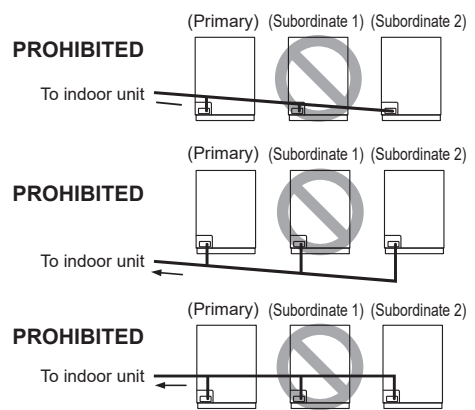 (Primary) (Subordinate 1) (Subordinate 2)
PROHIBITED
To indoor unit
(Primary) (Subordinate 1) (Subordinate 2)
PROHIBITED
To indoor unit
(Primary) (Subordinate 1) (Subordinate 2)
PROHIBITED
To indoor unit